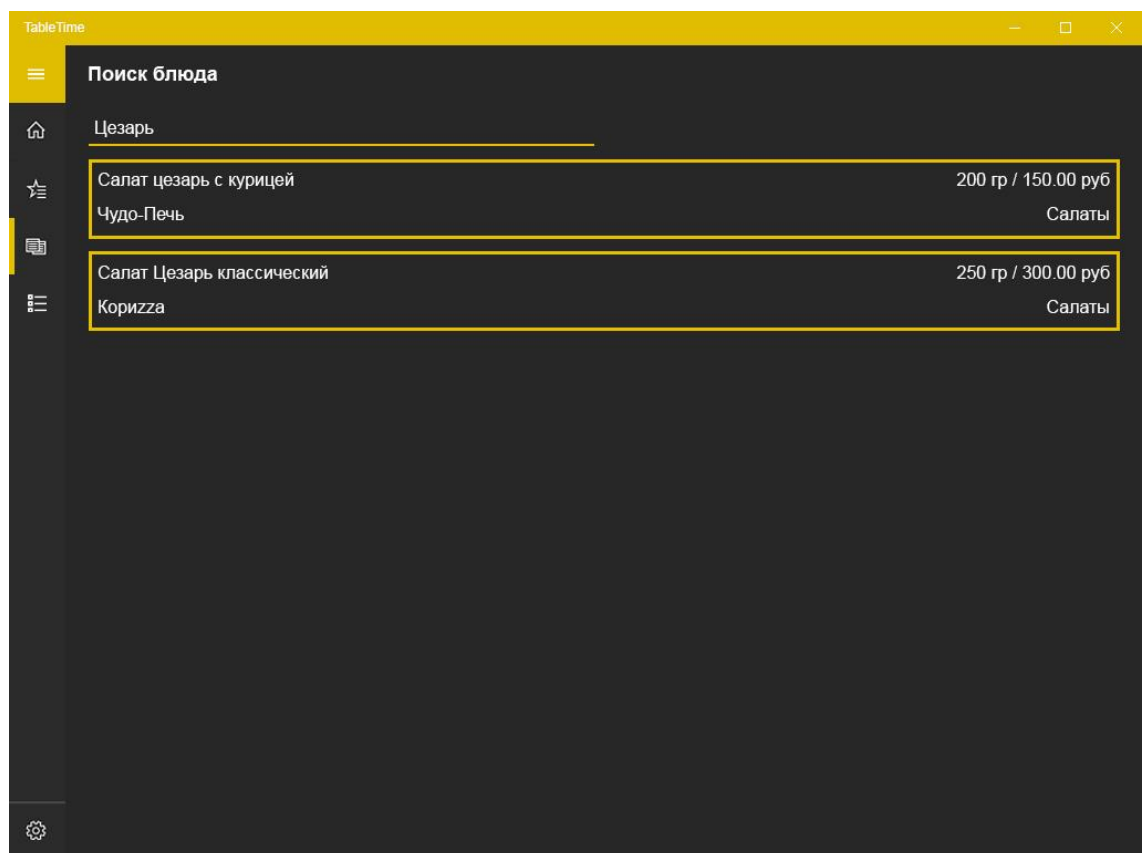 TableTime
Поиск блюда
Цезарь
Салат цезарь с курицей 200 гр / 150.00 руб
Чудо-Печь Салаты
Салат Цезарь классический 250 гр / 300.00 руб
Кориzza Салаты